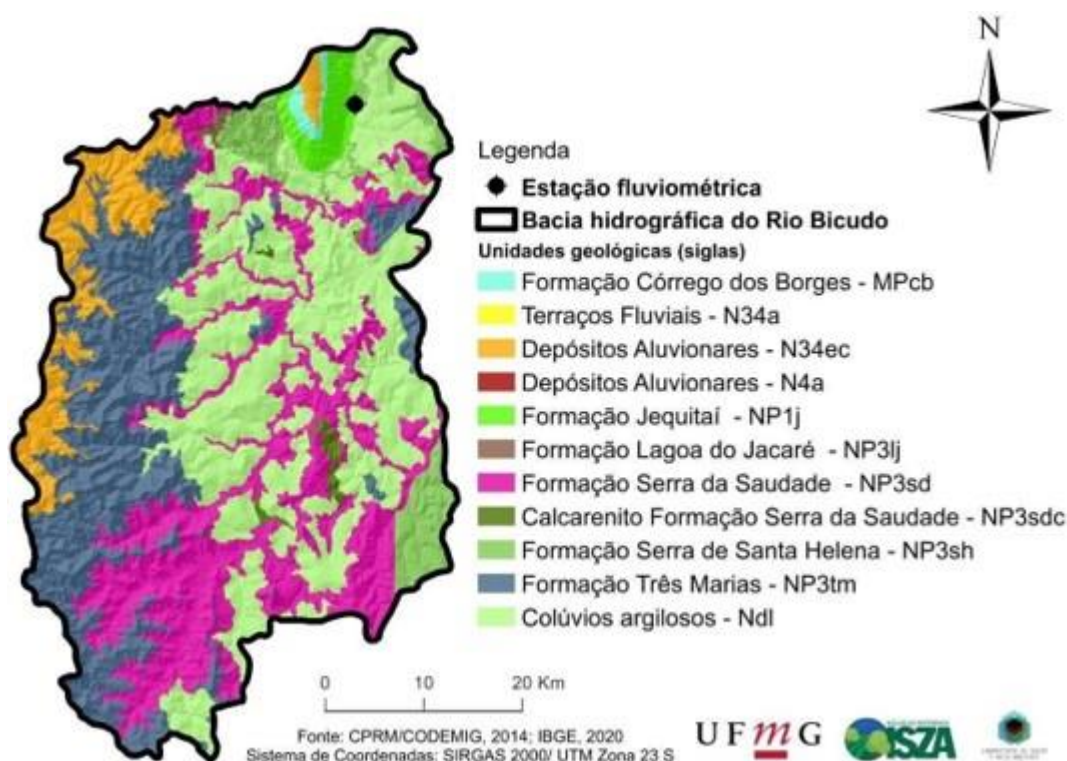 N
Legenda
Estação fluviométrica
Bacia hidrográfica do Rio Bicudo
Unidades geológicas (siglas)
Formação Córrego dos Borges - MPcb
Terraços Fluviais - N34a
Depósitos Aluvionares - N34ec
Depósitos Aluvionares - N4a
Formação Jequitaí - NP1j
Formação Lagoa do Jacaré - NP3lj
Formação Serra da Saudade - NP3sd
Calcarenito Formação Serra da Saudade - NP3sdc
Formação Serra de Santa Helena - NP3sh
Formação Três Marias - NP3tm
Colúvios argilosos - Ndl
0 10 20 Km
Fonte: CPRM/CODEMIG, 2014; IBGE, 2020
Sistema de Coordenadas: SIRGAS 2000/ UTM Zona 23 S
UFmG
ISZA